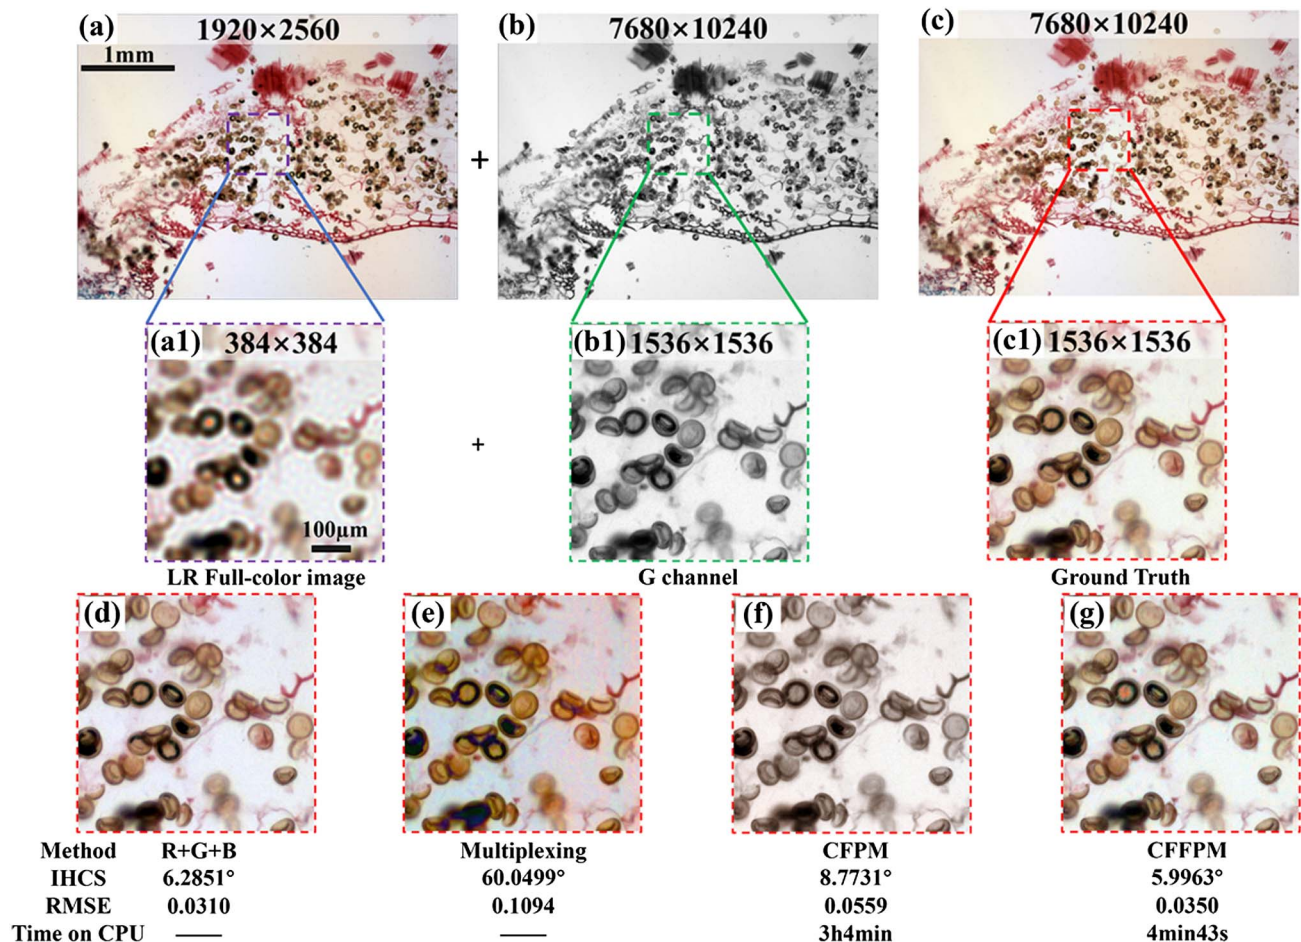 (a) 1920×2560
1mm
(b) 7680×10240
(c) 7680×10240
+
(a1) 384×384
100μm
+
(b1) 1536×1536
(c1) 1536×1536
LR Full-color image
G channel
Ground Truth
(d)
(e)
(f)
(g)
Method R+G+B Multiplexing CFPM CFFPM
IHCS 6.2851° 60.0499° 8.7731° 5.9963°
RMSE 0.0310 0.1094 0.0559 0.0350
Time on CPU —— —— 3h4min 4min43s